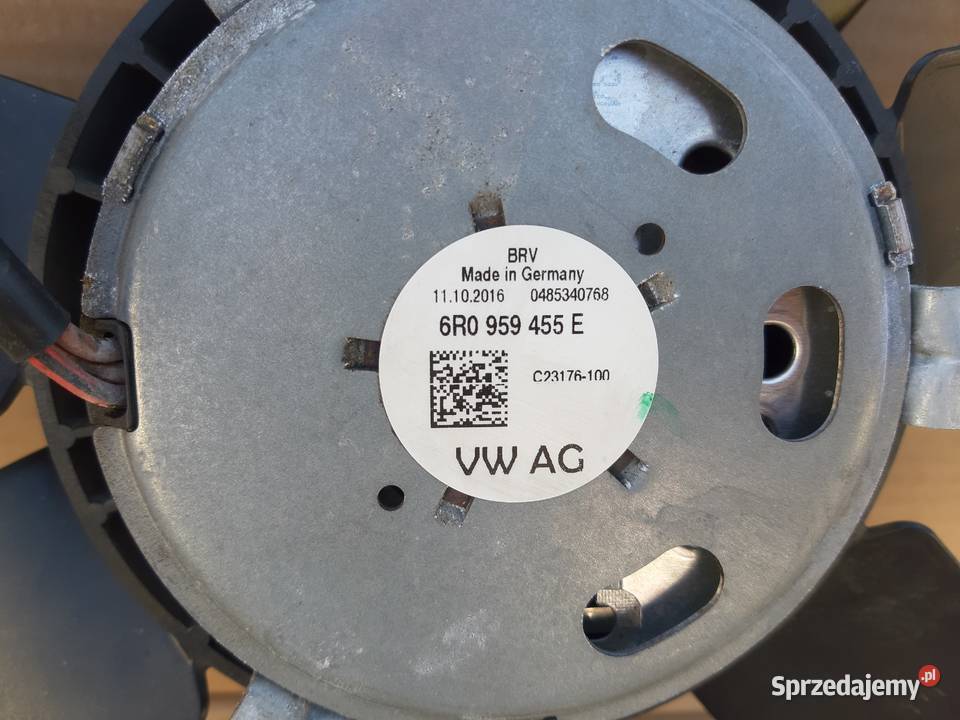 BRV
Made in Germany
11.10.2016 0485340768
6R0 959 455 E
C23176-100
VW AG
Sprzedajemy.pl